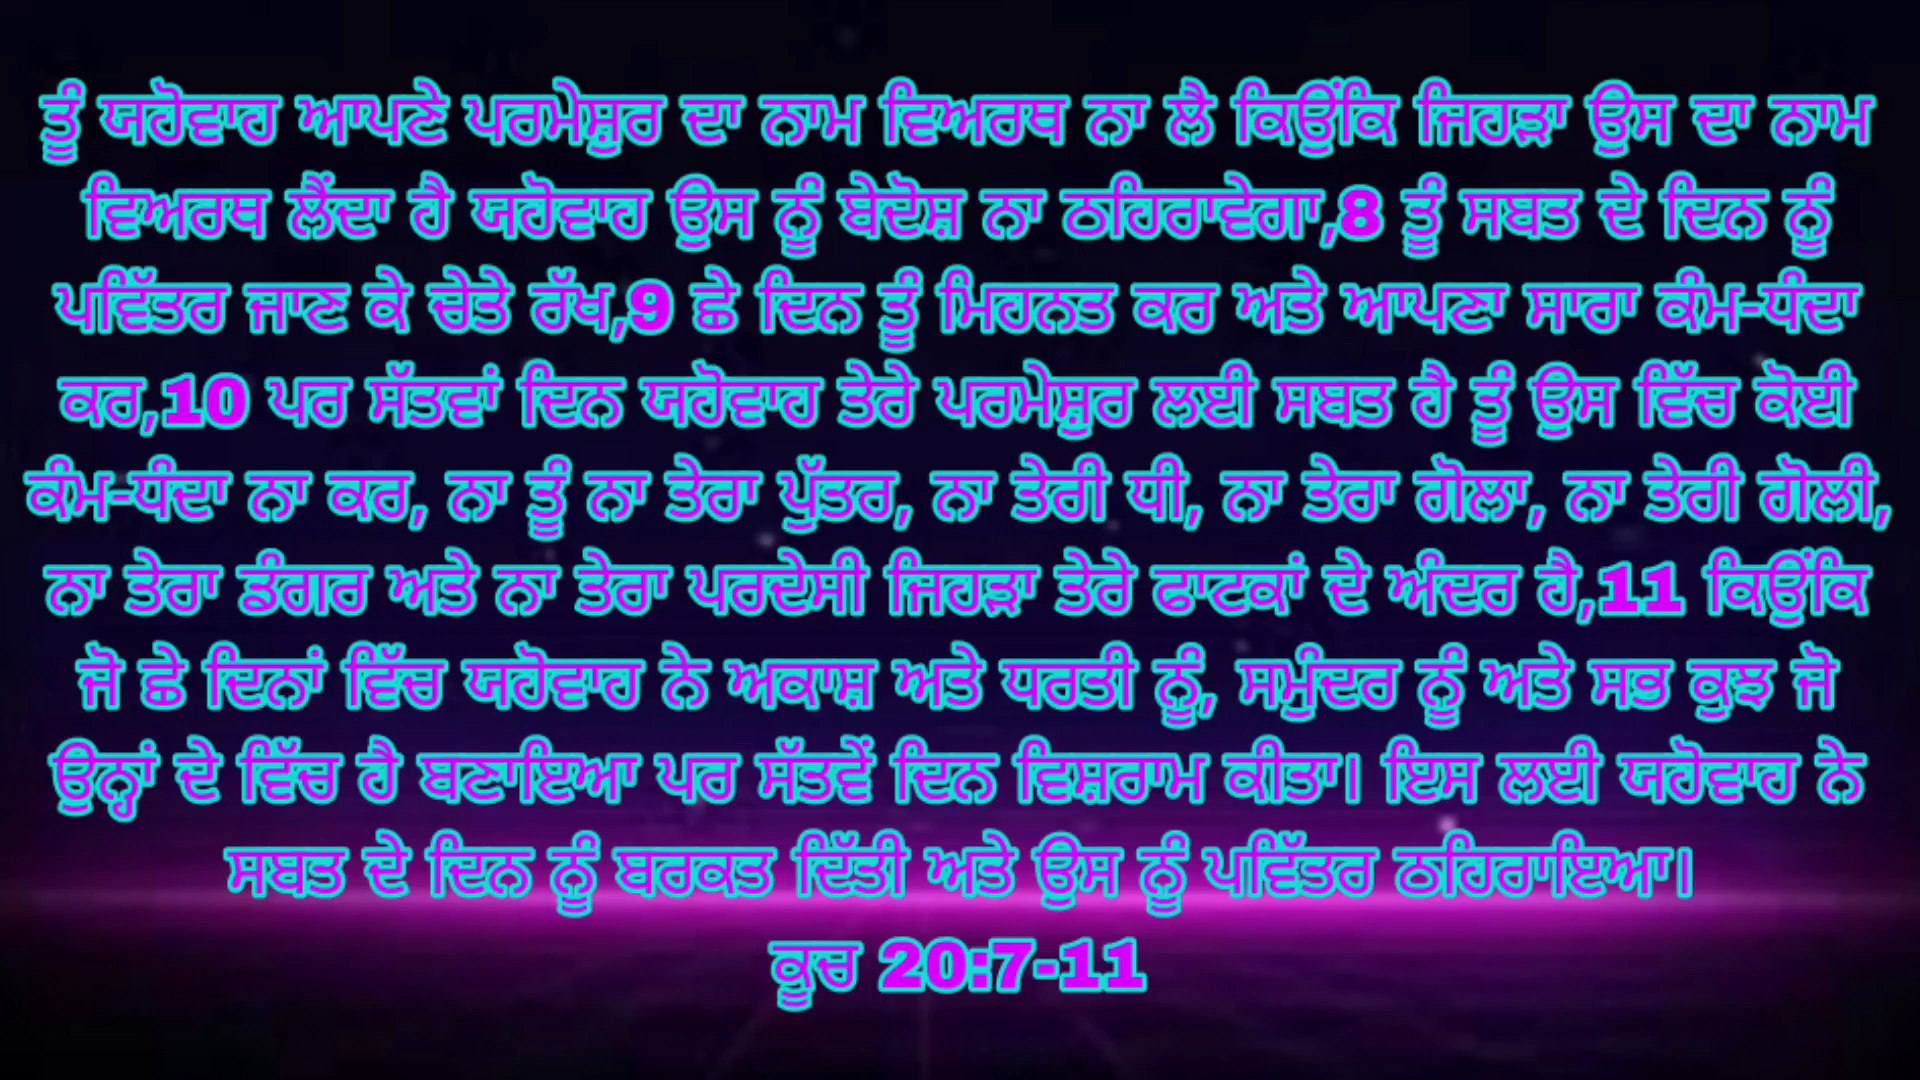 ਤੂੰ ਯਹੋਵਾਹ ਆਪਣੇ ਪਰਮੇਸ਼ੁਰ ਦਾ ਨਾਮ ਵਿਅਰਥ ਨਾ ਲੈ ਕਿਉਂਕਿ ਜਿਹੜਾ ਉਸ ਦਾ ਨਾਮ
ਵਿਅਰਥ ਲੈਂਦਾ ਹੈ ਯਹੋਵਾਹ ਉਸ ਨੂੰ ਬੇਦੋਸ਼ ਨਾ ਠਹਿਰਾਵੇਗਾ,8 ਤੂੰ ਸਬਤ ਦੇ ਦਿਨ ਨੂੰ
ਪਵਿੱਤਰ ਜਾਣ ਕੇ ਚੇਤੇ ਰੱਖ,9 ਛੇ ਦਿਨ ਤੂੰ ਮਿਹਨਤ ਕਰ ਅਤੇ ਆਪਣਾ ਸਾਰਾ ਕੰਮ-ਧੰਦਾ
ਕਰ,10 ਪਰ ਸੱਤਵਾਂ ਦਿਨ ਯਹੋਵਾਹ ਤੇਰੇ ਪਰਮੇਸ਼ੁਰ ਲਈ ਸਬਤ ਹੈ ਤੂੰ ਉਸ ਵਿੱਚ ਕੋਈ
ਕੰਮ-ਧੰਦਾ ਨਾ ਕਰ, ਨਾ ਤੂੰ ਨਾ ਤੇਰਾ ਪੁੱਤਰ, ਨਾ ਤੇਰੀ ਧੀ, ਨਾ ਤੇਰਾ ਗੋਲਾ, ਨਾ ਤੇਰੀ ਗੋਲੀ,
ਨਾ ਤੇਰਾ ਡੰਗਰ ਅਤੇ ਨਾ ਤੇਰਾ ਪਰਦੇਸੀ ਜਿਹੜਾ ਤੇਰੇ ਫਾਟਕਾਂ ਦੇ ਅੰਦਰ ਹੈ,11 ਕਿਉਂਕਿ
ਜੋ ਛੇ ਦਿਨਾਂ ਵਿੱਚ ਯਹੋਵਾਹ ਨੇ ਅਕਾਸ਼ ਅਤੇ ਧਰਤੀ ਨੂੰ, ਸਮੁੰਦਰ ਨੂੰ ਅਤੇ ਸਭ ਕੁਝ ਜੋ
ਉਨ੍ਹਾਂ ਦੇ ਵਿੱਚ ਹੈ ਬਣਾਇਆ ਪਰ ਸੱਤਵੇਂ ਦਿਨ ਵਿਸ਼ਰਾਮ ਕੀਤਾ। ਇਸ ਲਈ ਯਹੋਵਾਹ ਨੇ
ਸਬਤ ਦੇ ਦਿਨ ਨੂੰ ਬਰਕਤ ਦਿੱਤੀ ਅਤੇ ਉਸ ਨੂੰ ਪਵਿੱਤਰ ਠਹਿਰਾਇਆ।
ਕੂਚ 20:7-11